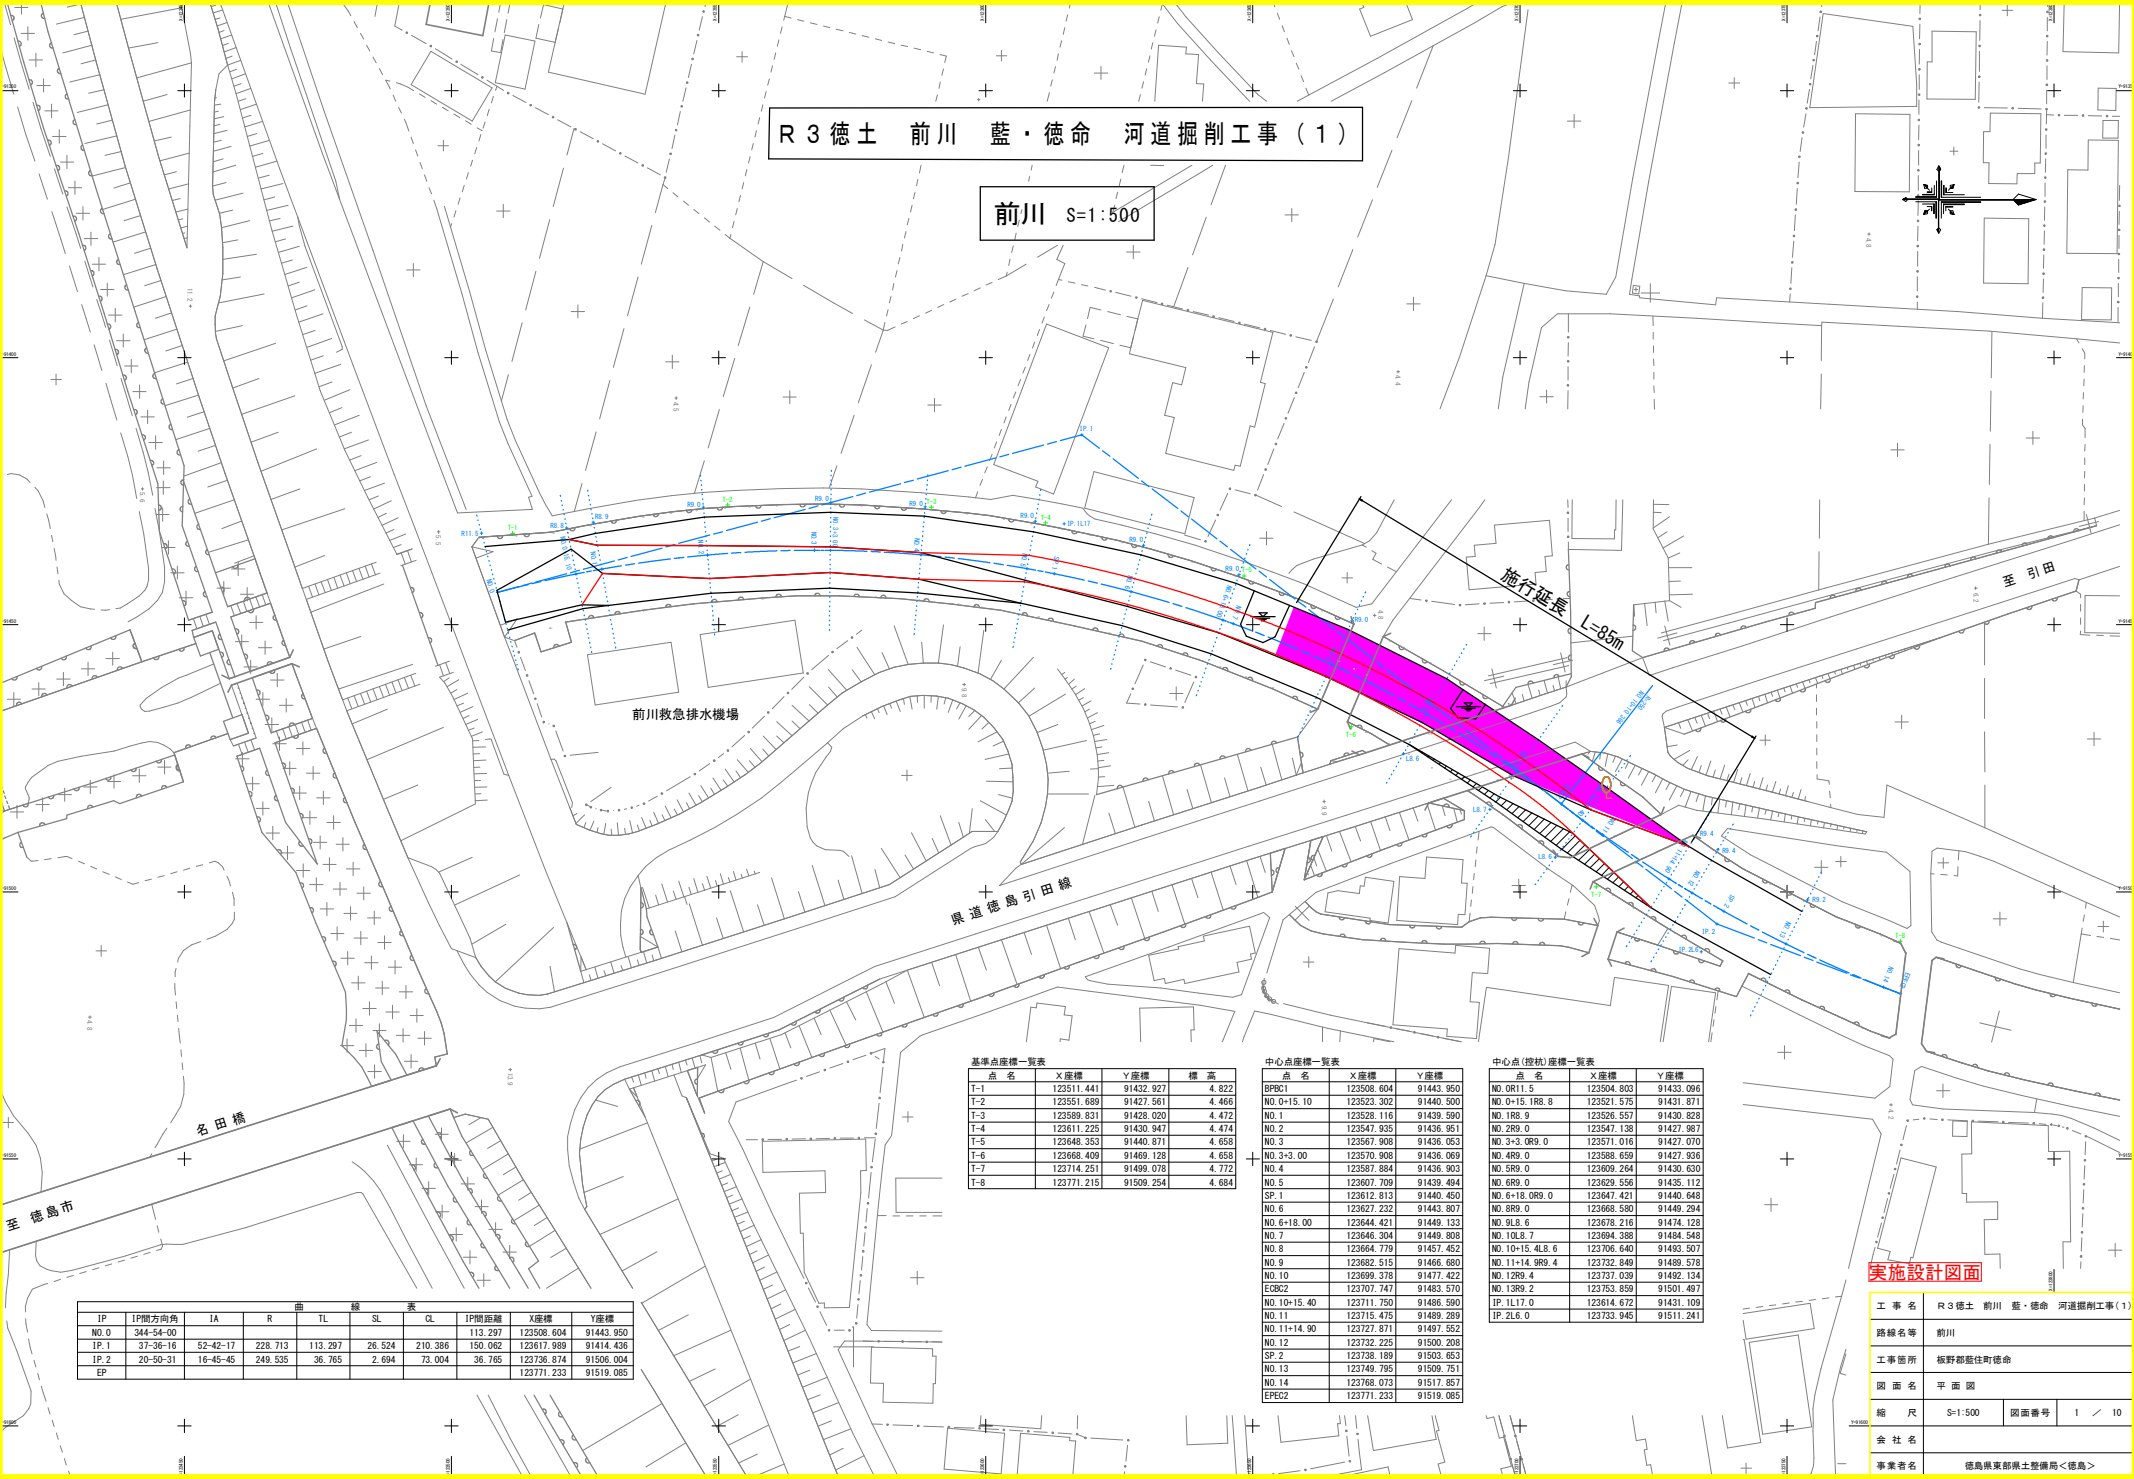 R3徳土　前川　藍・徳命　河道掘削工事(1)
前川 S=1:500
施行延長 L=85m
至 引田
前川救急排水機場
県道徳島引田線
名田橋
至 徳島市
基準点座標一覧表
点 名 X座標 Y座標 標 高
T-1 123511.441 91432.927 4.822
T-2 123551.689 91427.561 4.466
T-3 123589.831 91428.020 4.472
T-4 123611.225 91430.947 4.474
T-5 123648.353 91440.871 4.658
T-6 123668.409 91469.128 4.658
T-7 123714.251 91499.078 4.772
T-8 123771.215 91509.254 4.684
中心点座標一覧表
点 名 X座標 Y座標
BPBC1 123508.604 91443.950
NO.0+15.10 123523.302 91440.500
NO.1 123528.116 91439.590
NO.2 123547.935 91436.951
NO.3 123567.908 91436.053
NO.3+3.00 123570.908 91436.069
NO.4 123587.884 91436.903
NO.5 123607.709 91439.494
SP.1 123612.813 91440.450
NO.6 123627.232 91443.807
NO.6+18.00 123644.421 91449.133
NO.7 123646.304 91449.808
NO.8 123664.779 91457.452
NO.9 123682.515 91466.680
NO.10 123699.378 91477.422
ECBC2 123707.747 91483.570
NO.10+15.40 123711.750 91486.590
NO.11 123715.475 91489.289
NO.11+14.90 123727.871 91497.552
NO.12 123732.225 91500.208
SP.2 123738.189 91503.653
NO.13 123749.795 91509.751
NO.14 123768.073 91517.857
EPEC2 123771.233 91519.085
中心点(控杭)座標一覧表
点 名 X座標 Y座標
NO.0R11.5 123504.803 91433.096
NO.0+15.1R8.8 123521.575 91431.871
NO.1R8.9 123526.557 91430.828
NO.2R9.0 123547.138 91427.987
NO.3+3.0R9.0 123571.016 91427.070
NO.4R9.0 123588.659 91427.936
NO.5R9.0 123609.264 91430.630
NO.6R9.0 123629.556 91435.112
NO.6+18.0R9.0 123647.421 91440.648
NO.8R9.0 123668.580 91449.294
NO.9L8.6 123678.216 91474.128
NO.10L8.7 123694.388 91484.548
NO.10+15.4L8.6 123706.640 91493.507
NO.11+14.9R9.4 123732.849 91489.578
NO.12R9.4 123737.039 91492.134
NO.13R9.2 123753.859 91501.497
IP.1L17.0 123614.672 91431.109
IP.2L6.0 123733.945 91511.241
曲 線 表
IP IP間方向角 IA R TL SL CL IP間距離 X座標 Y座標
NO.0 344-54-00 113.297 123508.604 91443.950
IP.1 37-36-16 52-42-17 228.713 113.297 26.524 210.386 150.062 123617.989 91414.436
IP.2 20-50-31 16-45-45 249.535 36.765 2.694 73.004 36.765 123736.874 91506.004
EP 123771.233 91519.085
実施設計図面
工 事 名 R3徳土　前川　藍・徳命　河道掘削工事(1)
路線名等 前川
工事箇所 板野郡藍住町徳命
図 面 名 平 面 図
縮 尺 S=1:500 図面番号 1 ／ 10
会 社 名
事業者名 徳島県東部県土整備局＜徳島＞